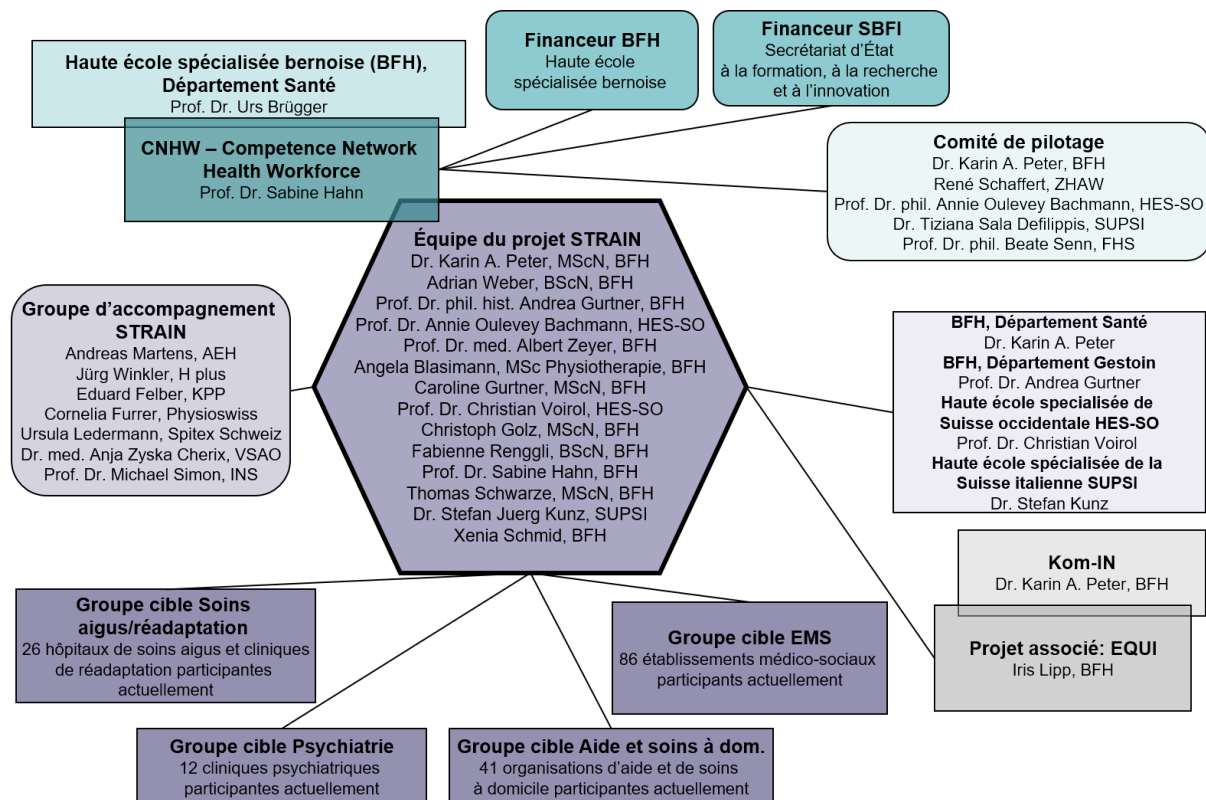 Haute école spécialisée bernoise (BFH),
Département Santé
Prof. Dr. Urs Brügger
CNHW – Competence Network
Health Workforce
Prof. Dr. Sabine Hahn
Financeur BFH
Haute école
spécialisée bernoise
Financeur SBFI
Secrétariat d’État
à la formation, à la recherche
et à l’innovation
Comité de pilotage
Dr. Karin A. Peter, BFH
René Schaffert, ZHAW
Prof. Dr. phil. Annie Oulevey Bachmann, HES-SO
Dr. Tiziana Sala Defilippis, SUPSI
Prof. Dr. phil. Beate Senn, FHS
Équipe du projet STRAIN
Dr. Karin A. Peter, MScN, BFH
Adrian Weber, BScN, BFH
Prof. Dr. phil. hist. Andrea Gurtner, BFH
Prof. Dr. Annie Oulevey Bachmann, HES-SO
Prof. Dr. med. Albert Zeyer, BFH
Angela Blasimann, MSc Physiotherapie, BFH
Caroline Gurtner, MScN, BFH
Prof. Dr. Christian Voirol, HES-SO
Christoph Golz, MScN, BFH
Fabienne Renggli, BScN, BFH
Prof. Dr. Sabine Hahn, BFH
Thomas Schwarze, MScN, BFH
Dr. Stefan Juerg Kunz, SUPSI
Xenia Schmid, BFH
Groupe d’accompagnement
STRAIN
Andreas Martens, AEH
Jürg Winkler, H plus
Eduard Felber, KPP
Cornelia Furrer, Physioswiss
Ursula Ledermann, Spitex Schweiz
Dr. med. Anja Zyska Cherix, VSAO
Prof. Dr. Michael Simon, INS
BFH, Département Santé
Dr. Karin A. Peter
BFH, Département Gestoin
Prof. Dr. Andrea Gurtner
Haute école specialisée de
Suisse occidentale HES-SO
Prof. Dr. Christian Voirol
Haute école spécialisée de la
Suisse italienne SUPSI
Dr. Stefan Kunz
Kom-IN
Dr. Karin A. Peter, BFH
Projet associé: EQUI
Iris Lipp, BFH
Groupe cible Soins
aigus/réadaptation
26 hôpitaux de soins aigus et cliniques
de réadaptation participantes
actuellement
Groupe cible EMS
86 établissements médico-sociaux
participants actuellement
Groupe cible Psychiatrie
12 cliniques psychiatriques
participantes actuellement
Groupe cible Aide et soins à dom.
41 organisations d’aide et de soins
à domicile participantes actuellement